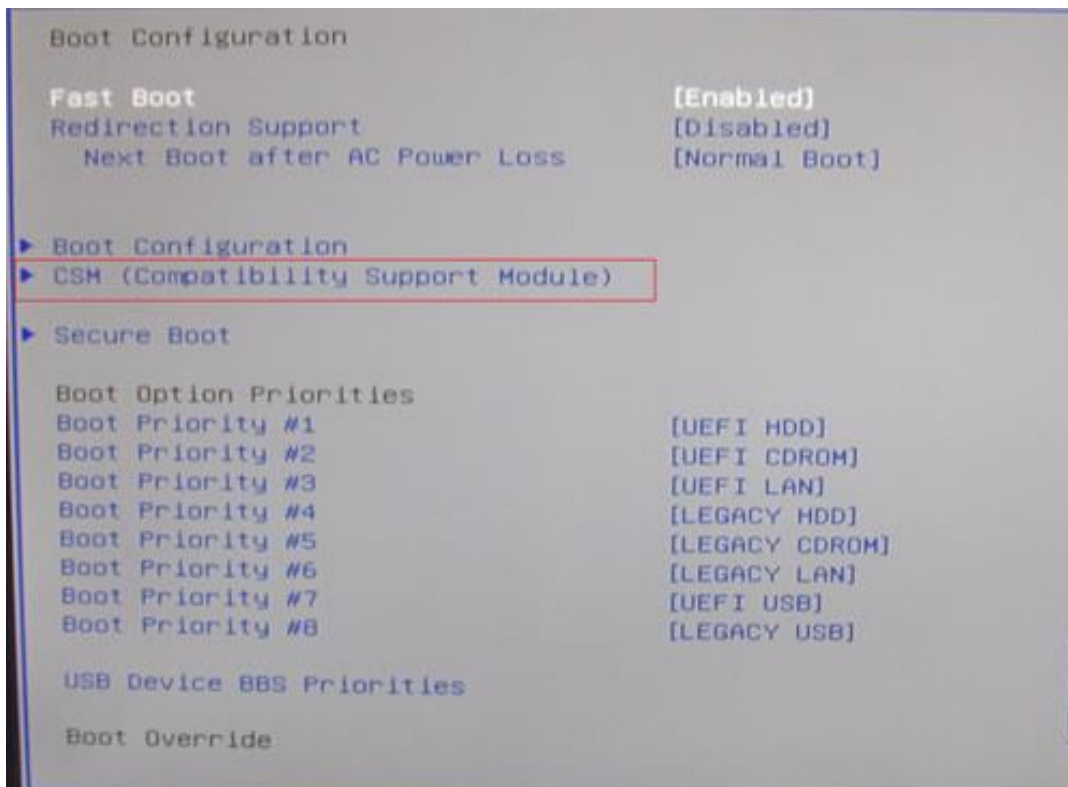 Boot Configuration
Fast Boot [Enabled]
Redirection Support [Disabled]
Next Boot after AC Power Loss [Normal Boot]
Boot Configuration
CSM (Compatibility Support Module)
Secure Boot
Boot Option Priorities
Boot Priority #1 [UEFI HDD]
Boot Priority #2 [UEFI CDROM]
Boot Priority #3 [UEFI LAN]
Boot Priority #4 [LEGACY HDD]
Boot Priority #5 [LEGACY CDROM]
Boot Priority #6 [LEGACY LAN]
Boot Priority #7 [UEFI USB]
Boot Priority #8 [LEGACY USB]
USB Device BBS Priorities
Boot Override